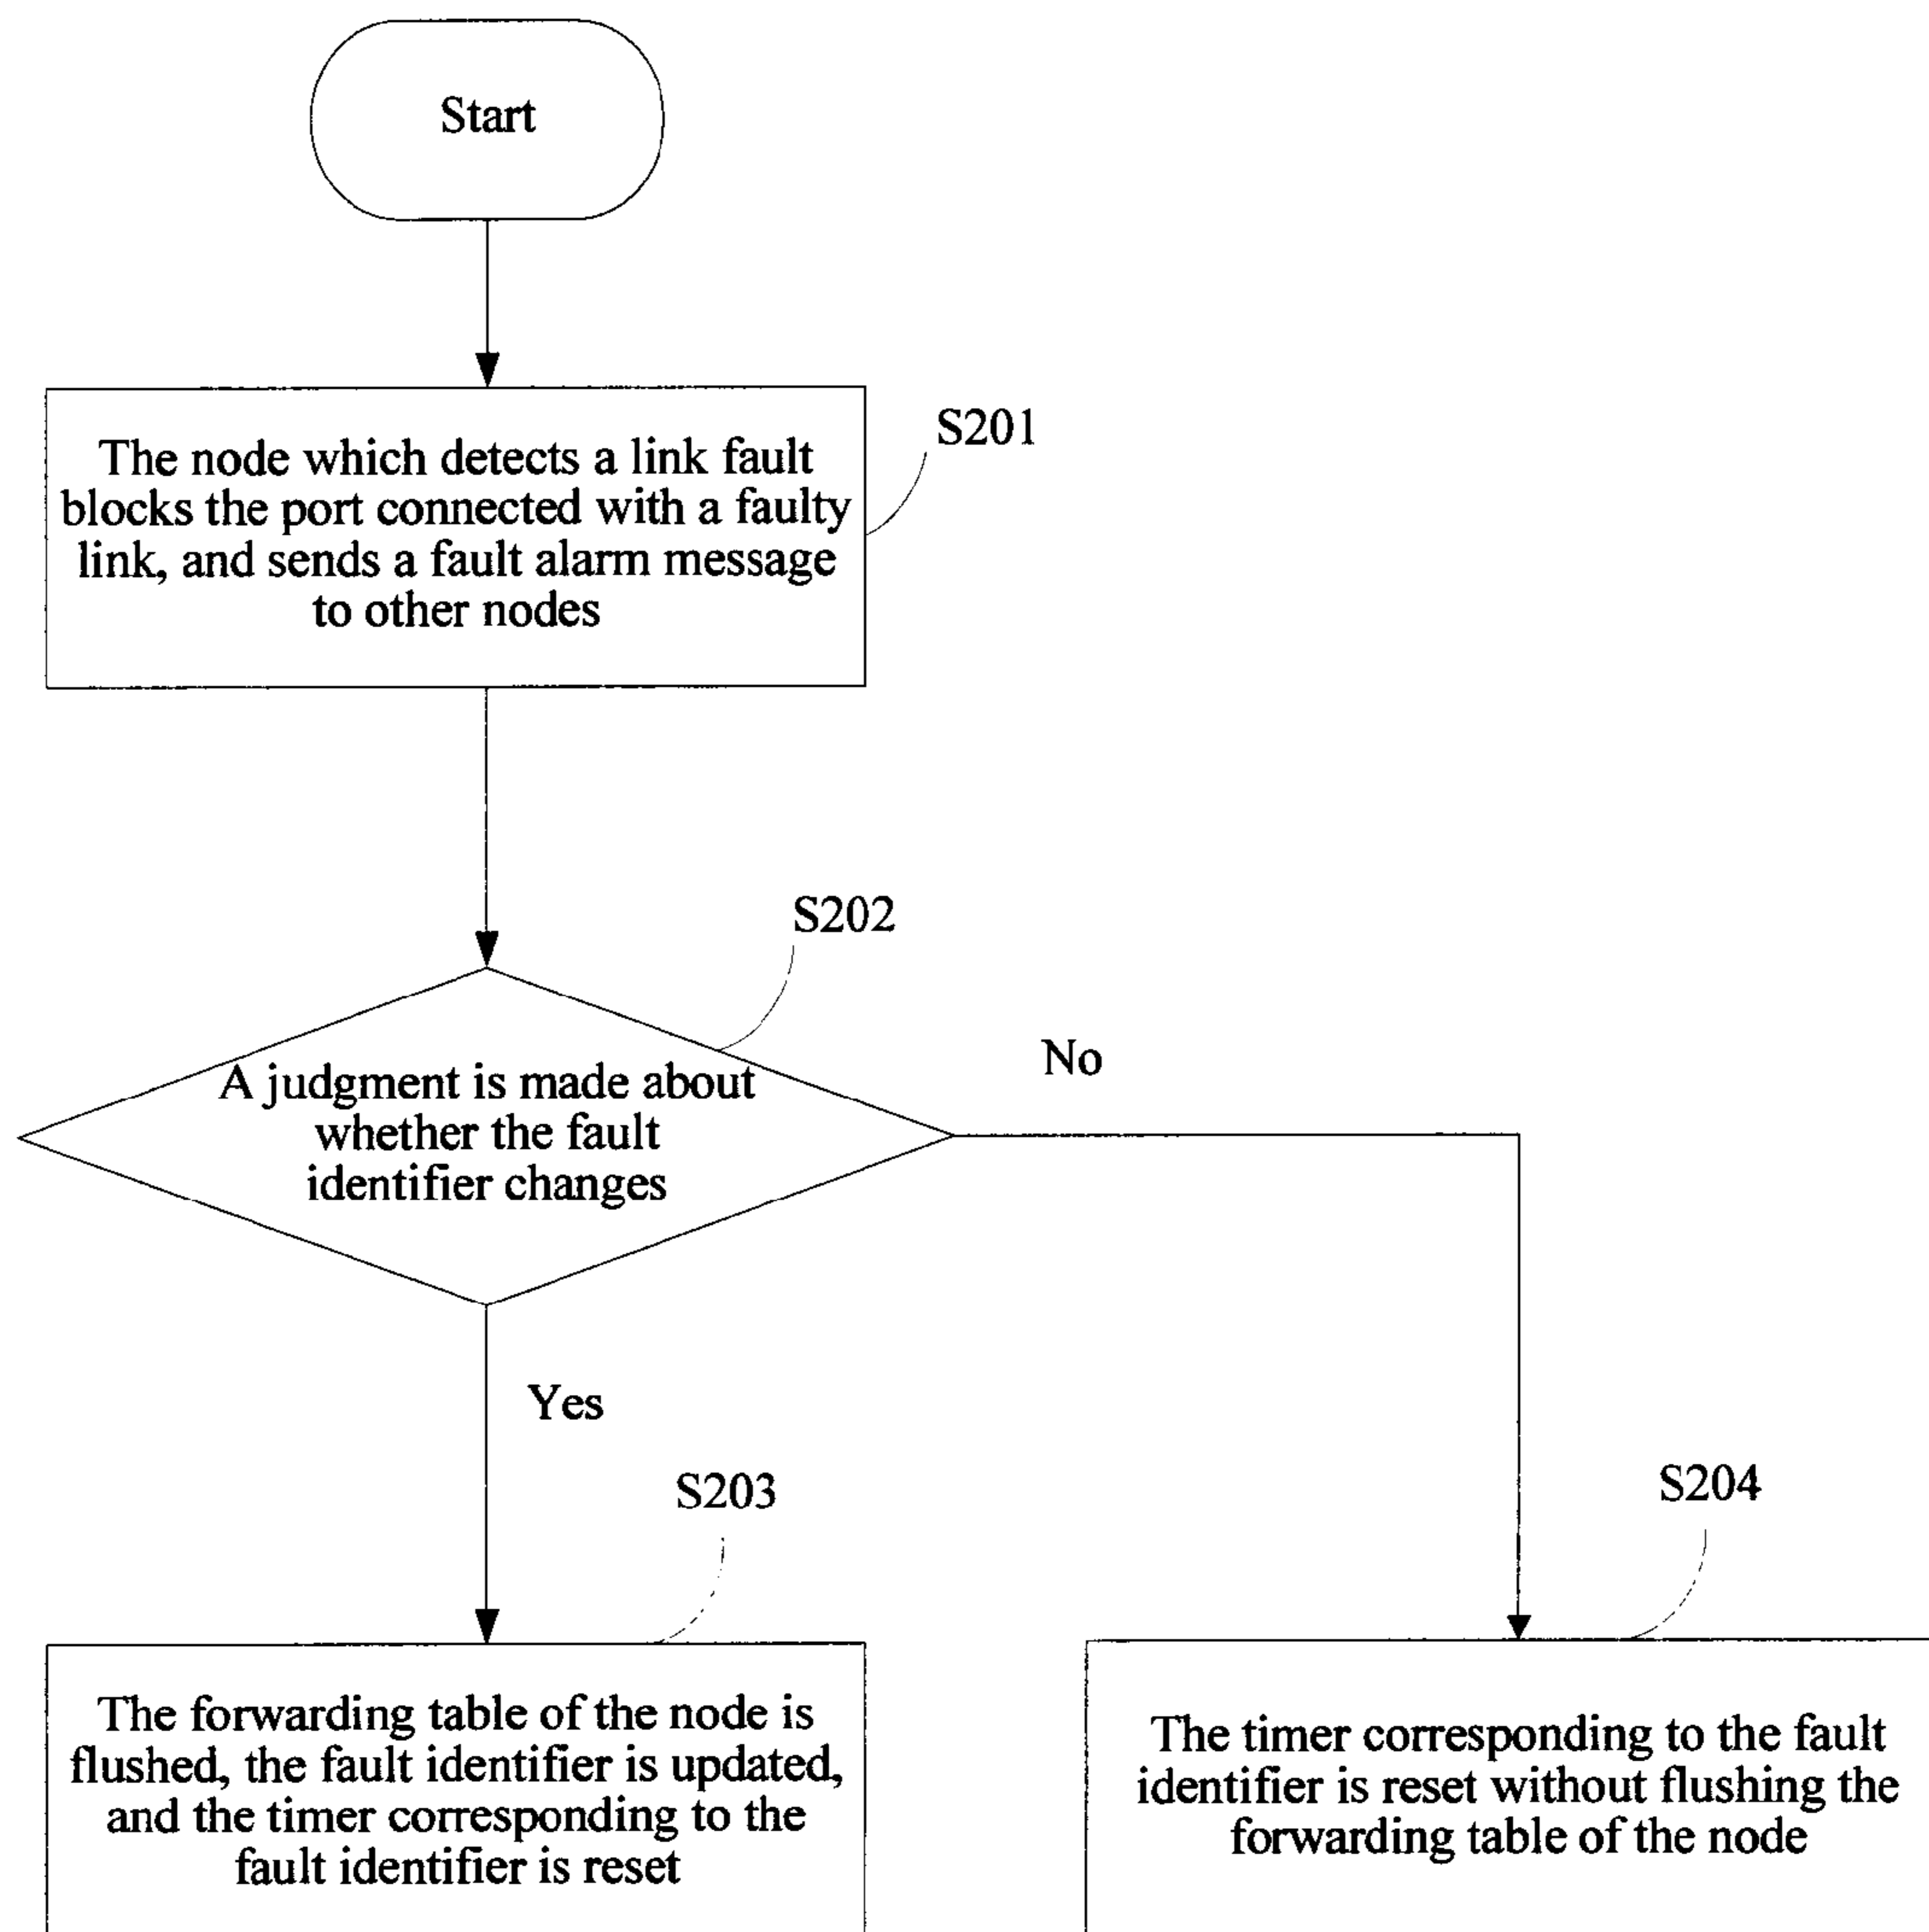 Start
S201
The node which detects a link fault
blocks the port connected with a faulty
link, and sends a fault alarm message
to other nodes
S202
A judgment is made about
whether the fault
identifier changes
No
Yes
S203
The forwarding table of the node is
flushed, the fault identifier is updated,
and the timer corresponding to the
fault identifier is reset
S204
The timer corresponding to the fault
identifier is reset without flushing the
forwarding table of the node